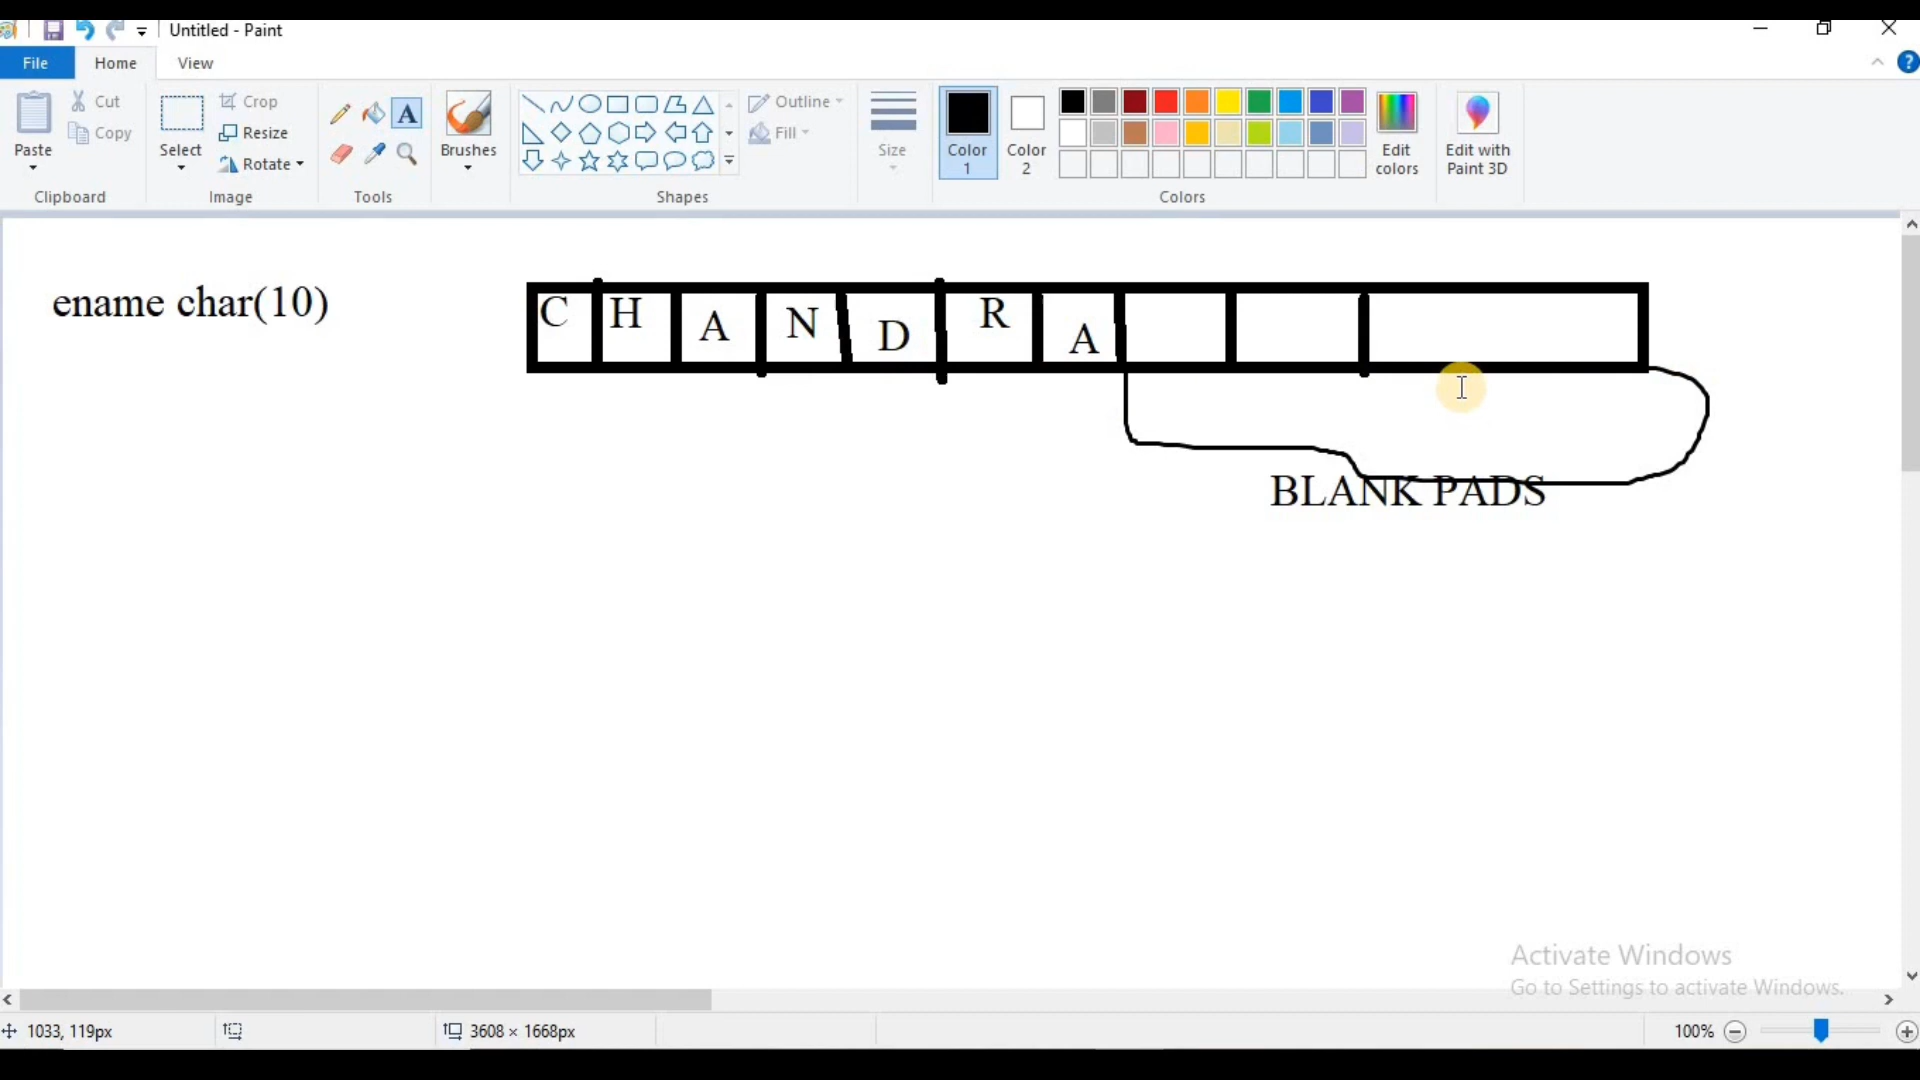 Untitled - Paint
File Home View
Paste
Cut
Copy
Clipboard
Select
Crop
Resize
Rotate
Image
A
Tools
Brushes
Outline
Fill
Shapes
Size
Color 1
Color 2
Edit colors
Colors
Edit with Paint 3D
?
ename char(10)
C H A N D R A
BLANK PADS
Activate Windows
Go to Settings to activate Windows.
1033, 119px
3608 × 1668px
100%